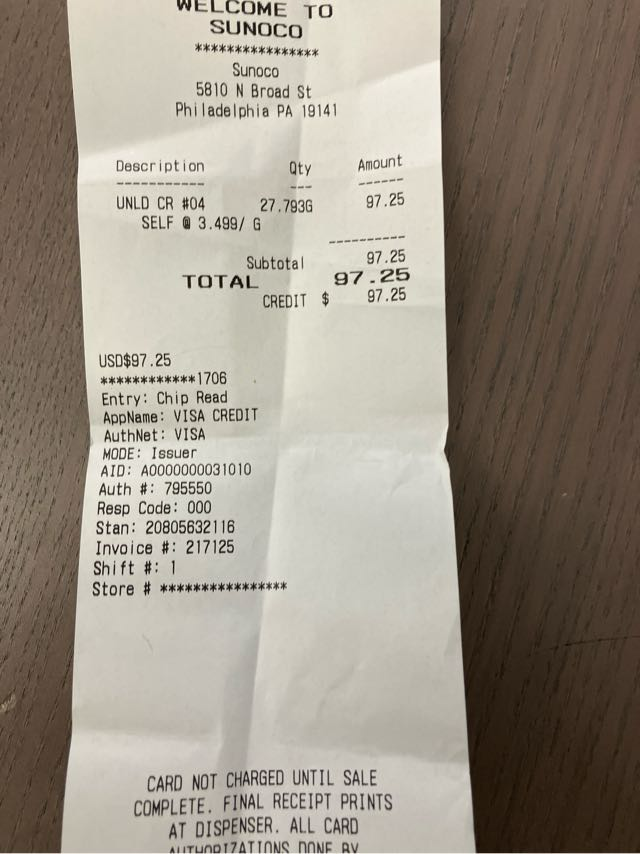 WELCOME TO
SUNOCO
****************
Sunoco
5810 N Broad St
Philadelphia PA 19141
Description Qty Amount
----------- --- ------
UNLD CR #04 27.793G 97.25
SELF @ 3.499/ G
----------
Subtotal 97.25
TOTAL 97.25
CREDIT $ 97.25
USD$97.25
************1706
Entry: Chip Read
AppName: VISA CREDIT
AuthNet: VISA
MODE: Issuer
AID: A0000000031010
Auth #: 795550
Resp Code: 000
Stan: 20805632116
Invoice #: 217125
Shift #: 1
Store # ****************
CARD NOT CHARGED UNTIL SALE
COMPLETE. FINAL RECEIPT PRINTS
AT DISPENSER. ALL CARD
AUTHORIZATIONS DONE BY